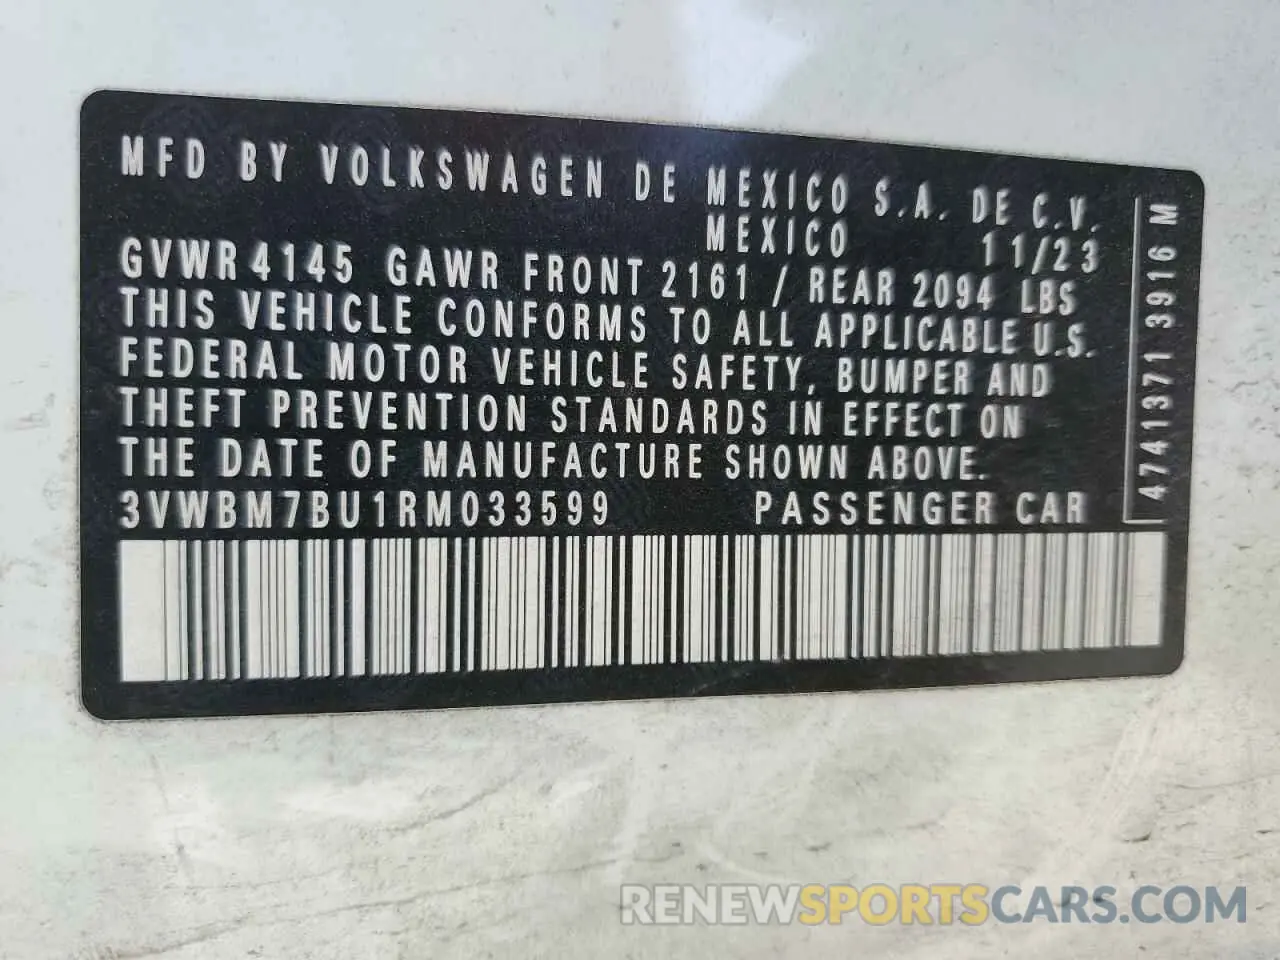 MFD BY VOLKSWAGEN DE MEXICO S.A. DE C.V.
MEXICO 11/23
GVWR 4145 GAWR FRONT 2161 / REAR 2094 LBS
THIS VEHICLE CONFORMS TO ALL APPLICABLE U.S.
FEDERAL MOTOR VEHICLE SAFETY, BUMPER AND
THEFT PREVENTION STANDARDS IN EFFECT ON
THE DATE OF MANUFACTURE SHOWN ABOVE.
3VWBM7BU1RM033599 PASSENGER CAR
47413713916 M
RENEWSPORTSCARS.COM